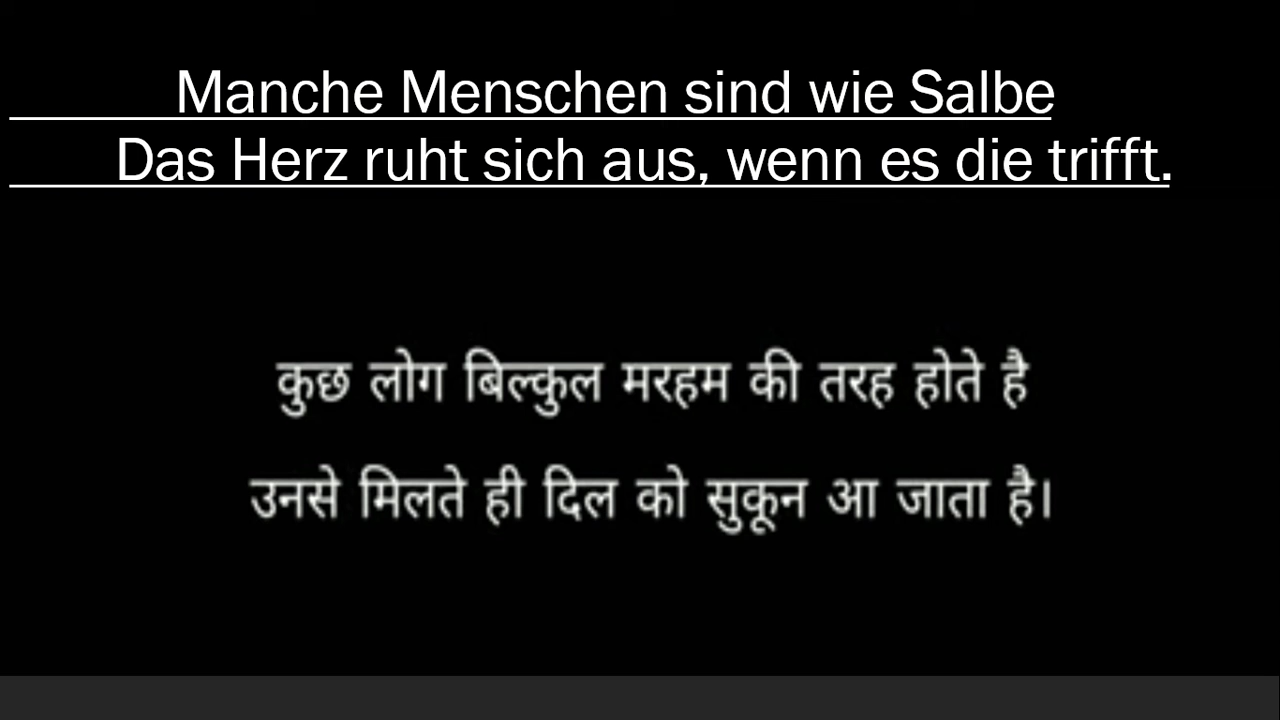 Manche Menschen sind wie Salbe
Das Herz ruht sich aus, wenn es die trifft.
कुछ लोग बिल्कुल मरहम की तरह होते है
उनसे मिलते ही दिल को सुकून आ जाता है।